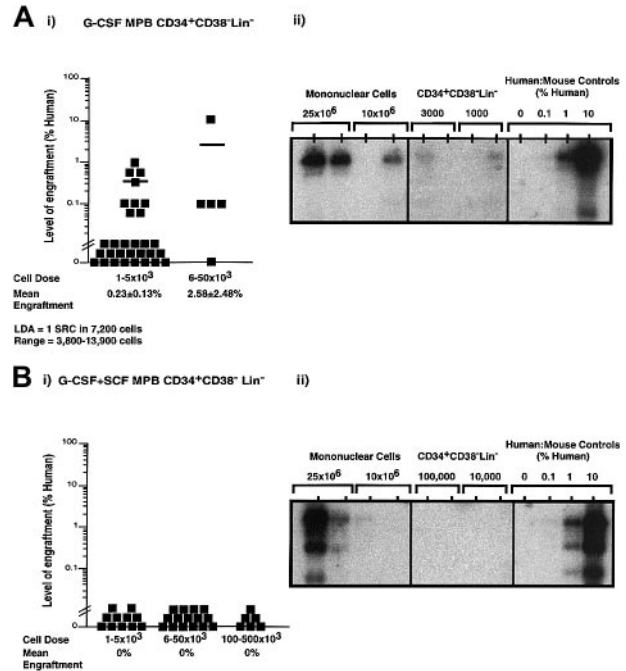 A i) G-CSF MPB CD34⁺CD38⁻Lin⁻ ii)
Level of engraftment (% Human)
100
10
1
0.1
0
Cell Dose 1-5x10³ 6-50x10³
Mean Engraftment 0.23±0.13% 2.58±2.48%
LDA = 1 SRC in 7,200 cells
Range = 3,800-13,900 cells
Human:Mouse Controls
Mononuclear Cells CD34⁺CD38⁻Lin⁻ (% Human)
25x10⁶ 10x10⁶ 3000 1000 0 0.1 1 10
B i) G-CSF+SCF MPB CD34⁺CD38⁻ Lin⁻ ii)
Level of engraftment (% Human)
100
10
1
0.1
0
Cell Dose 1-5x10³ 6-50x10³ 100-500x10³
Mean Engraftment 0% 0% 0%
Human:Mouse Controls
Mononuclear Cells CD34⁺CD38⁻Lin⁻ (% Human)
25x10⁶ 10x10⁶ 100,000 10,000 0 0.1 1 10